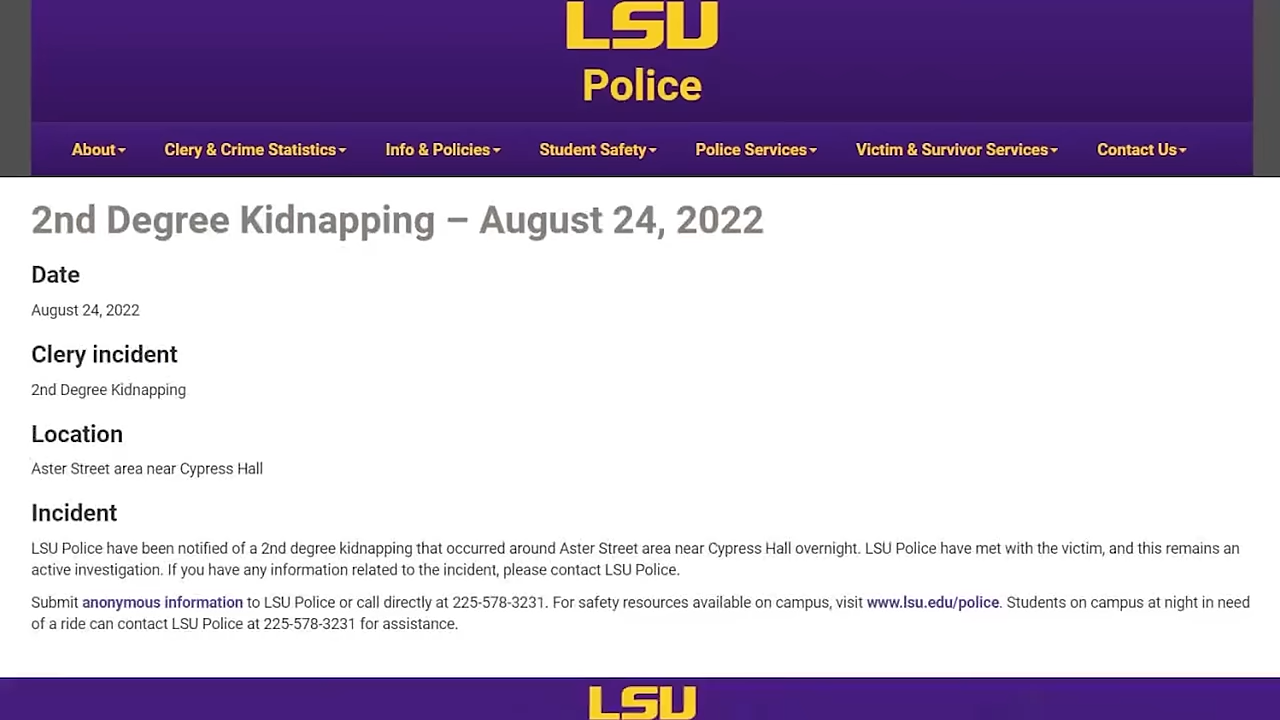 LSU
Police
About Clery & Crime Statistics Info & Policies Student Safety Police Services Victim & Survivor Services Contact Us
2nd Degree Kidnapping – August 24, 2022
Date
August 24, 2022
Clery incident
2nd Degree Kidnapping
Location
Aster Street area near Cypress Hall
Incident
LSU Police have been notified of a 2nd degree kidnapping that occurred around Aster Street area near Cypress Hall overnight. LSU Police have met with the victim, and this remains an
active investigation. If you have any information related to the incident, please contact LSU Police.
Submit anonymous information to LSU Police or call directly at 225-578-3231. For safety resources available on campus, visit www.lsu.edu/police. Students on campus at night in need
of a ride can contact LSU Police at 225-578-3231 for assistance.
LSU